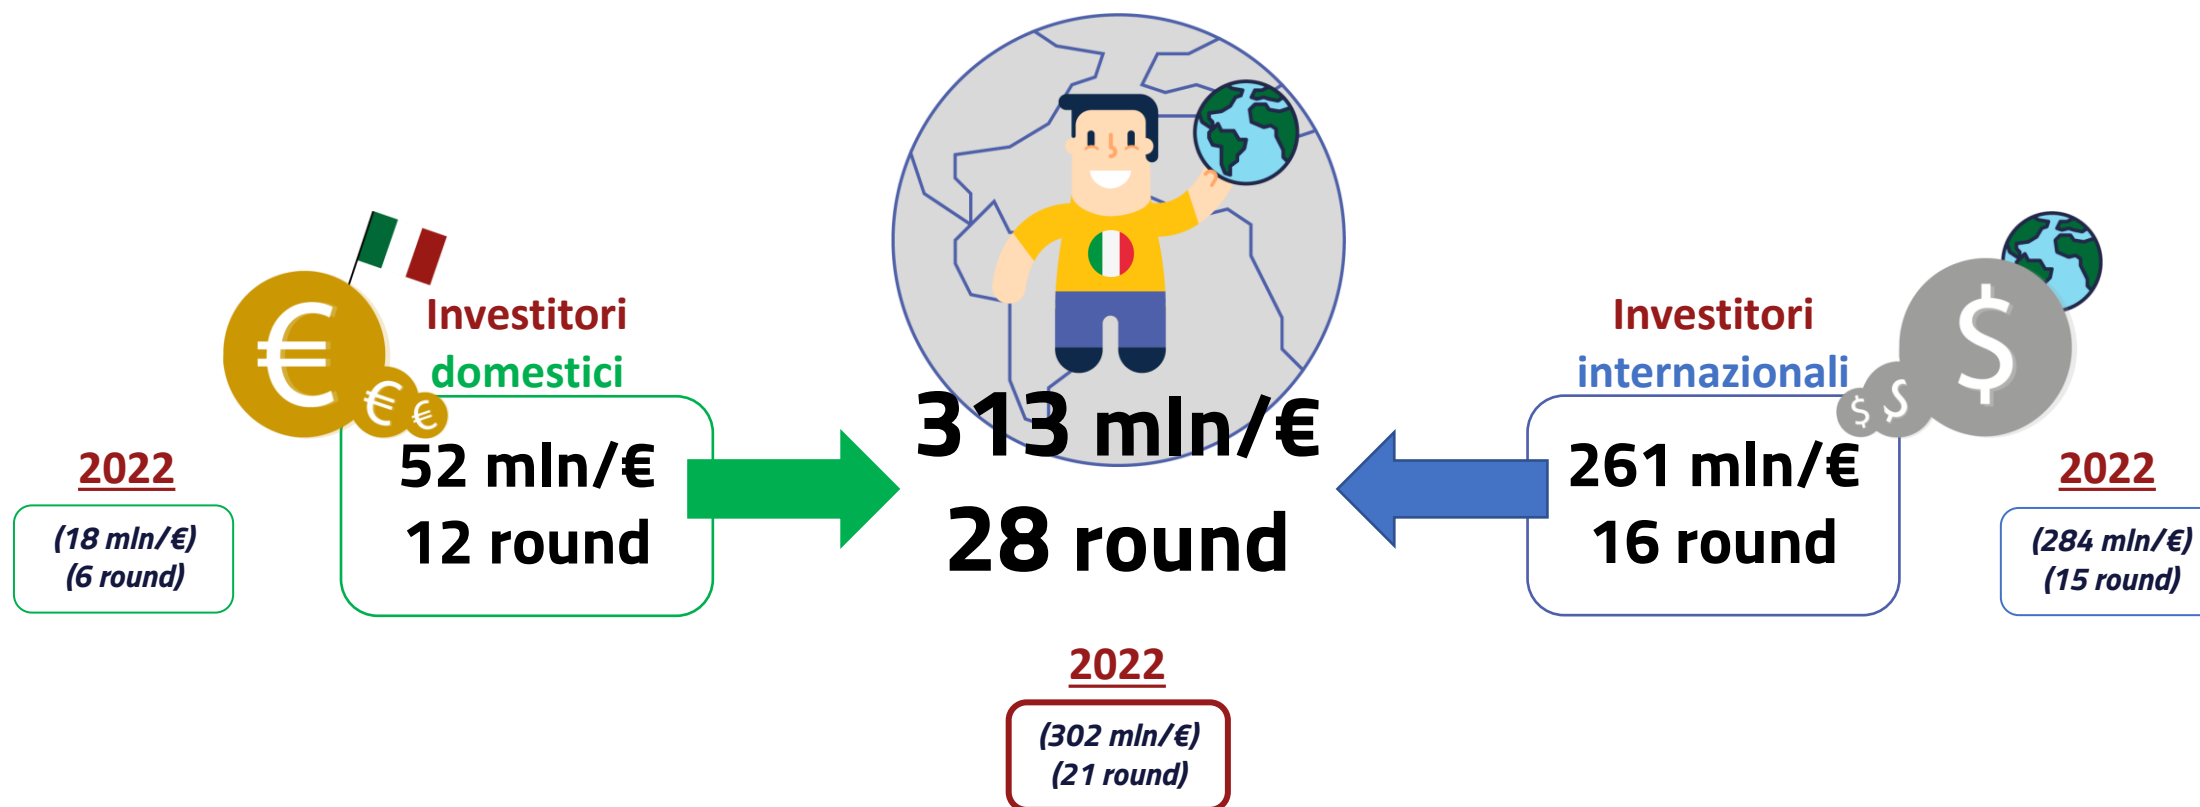 Investitori
domestici
52 mln/€
12 round
2022
(18 mln/€)
(6 round)
313 mln/€
28 round
2022
(302 mln/€)
(21 round)
Investitori
internazionali
261 mln/€
16 round
2022
(284 mln/€)
(15 round)
€
€
€
$
$
$